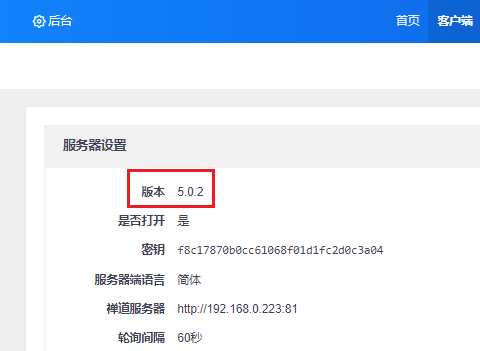 后台 首页 客户端
服务器设置
版本 5.0.2
是否打开 是
密钥 f8c17870b0cc61068f01d1fc2d0c3a04
服务器端语言 简体
禅道服务器 http://192.168.0.223:81
轮询间隔 60秒